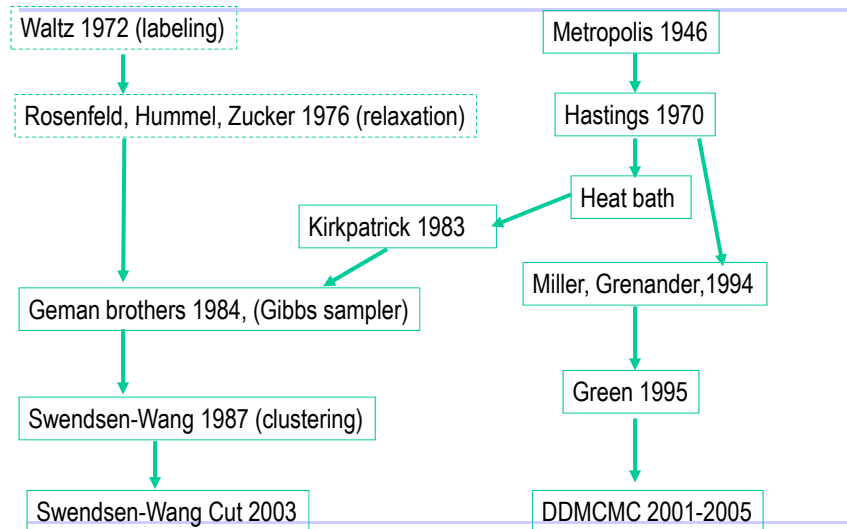 Waltz 1972 (labeling)
Metropolis 1946
Rosenfeld, Hummel, Zucker 1976 (relaxation)
Hastings 1970
Heat bath
Kirkpatrick 1983
Miller, Grenander,1994
Geman brothers 1984, (Gibbs sampler)
Green 1995
Swendsen-Wang 1987 (clustering)
Swendsen-Wang Cut 2003
DDMCMC 2001-2005